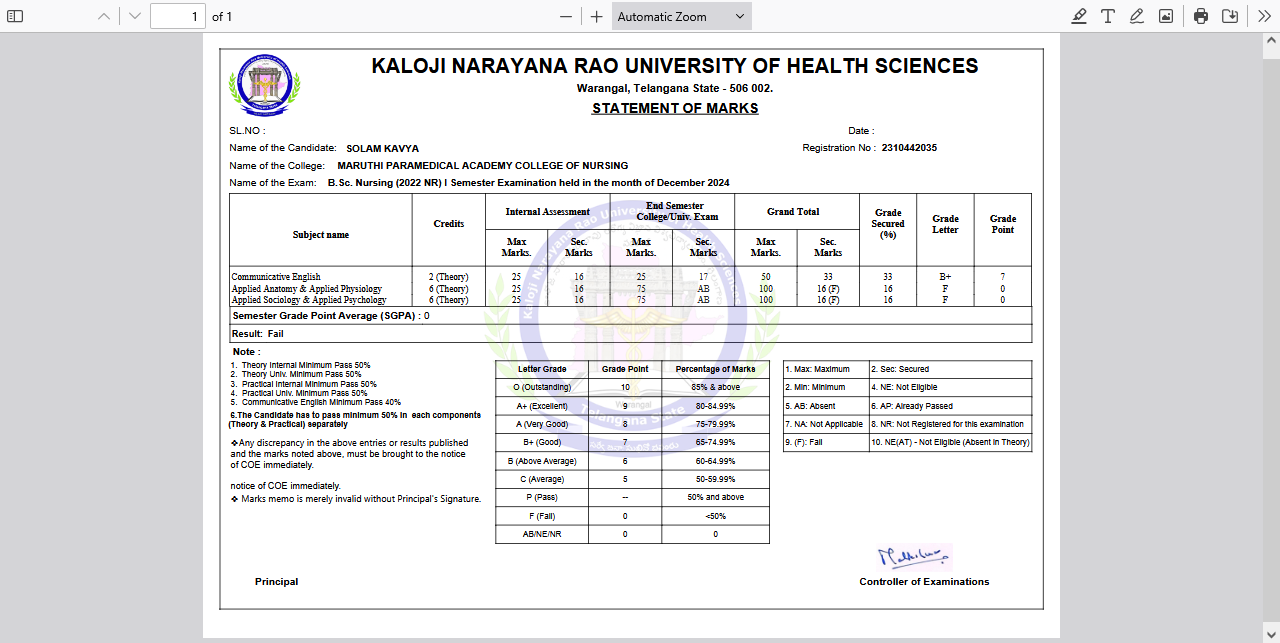 1 of 1 Automatic Zoom
KALOJI NARAYANA RAO UNIVERSITY OF HEALTH SCIENCES
Warangal, Telangana State - 506 002.
STATEMENT OF MARKS
SL.NO : Date :
Name of the Candidate: SOLAM KAVYA Registration No : 2310442035
Name of the College: MARUTHI PARAMEDICAL ACADEMY COLLEGE OF NURSING
Name of the Exam: B.Sc. Nursing (2022 NR) I Semester Examination held in the month of December 2024
Subject name Credits Internal Assessment End Semester College/Univ. Exam Grand Total Grade Secured (%) Grade Letter Grade Point
Max Marks. Sec. Marks Max Marks. Sec. Marks Max Marks. Sec. Marks
Communicative English 2 (Theory) 25 16 25 17 50 33 33 B+ 7
Applied Anatomy & Applied Physiology 6 (Theory) 25 16 75 AB 100 16 (F) 16 F 0
Applied Sociology & Applied Psychology 6 (Theory) 25 16 75 AB 100 16 (F) 16 F 0
Semester Grade Point Average (SGPA) : 0
Result: Fail
Note :
1. Theory Internal Minimum Pass 50%
2. Theory Univ. Minimum Pass 50%
3. Practical Internal Minimum Pass 50%
4. Practical Univ. Minimum Pass 50%
5. Communicative English Minimum Pass 40%
6.The Candidate has to pass minimum 50% in each components
(Theory & Practical) separately
❖Any discrepancy in the above entries or results published
and the marks noted above, must be brought to the notice
of COE immediately.
notice of COE immediately.
❖ Marks memo is merely invalid without Principal's Signature.
Letter Grade Grade Point Percentage of Marks
O (Outstanding) 10 85% & above
A+ (Excellent) 9 80-84.99%
A (Very Good) 8 75-79.99%
B+ (Good) 7 65-74.99%
B (Above Average) 6 60-64.99%
C (Average) 5 50-59.99%
P (Pass) -- 50% and above
F (Fail) 0 <50%
AB/NE/NR 0 0
1. Max: Maximum 2. Sec: Secured
2. Min: Minimum 4. NE: Not Eligible
5. AB: Absent 6. AP: Already Passed
7. NA: Not Applicable 8. NR: Not Registered for this examination
9. (F): Fail 10. NE(AT) - Not Eligible (Absent in Theory)
Kaloji Narayana Rao University of Health Sciences
Warangal
Telangana State
Principal Controller of Examinations